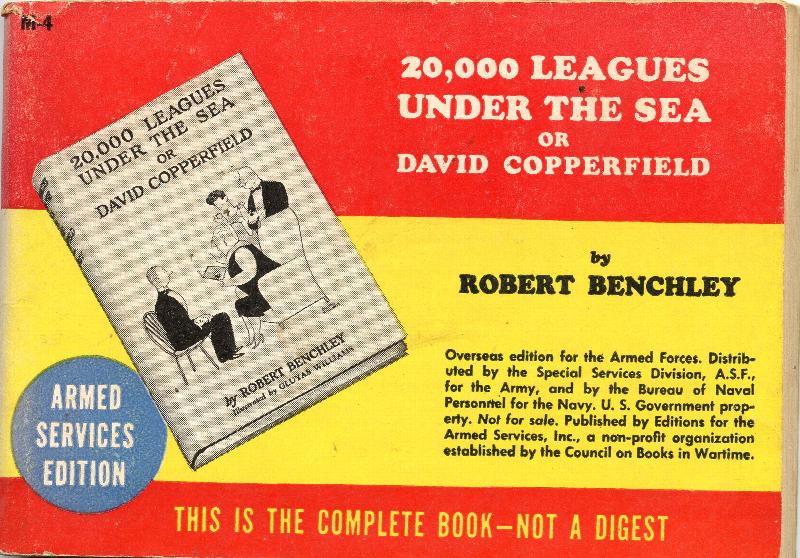 M-4
20,000 LEAGUES
UNDER THE SEA
OR
DAVID COPPERFIELD
20,000 LEAGUES
UNDER THE SEA
OR
DAVID COPPERFIELD
by ROBERT BENCHLEY
Illustrated by GLUYAS WILLIAMS
by
ROBERT BENCHLEY
Overseas edition for the Armed Forces. Distrib-
uted by the Special Services Division, A.S.F.,
for the Army, and by the Bureau of Naval
Personnel for the Navy. U. S. Government prop-
erty. Not for sale. Published by Editions for the
Armed Services, Inc., a non-profit organization
established by the Council on Books in Wartime.
ARMED
SERVICES
EDITION
THIS IS THE COMPLETE BOOK—NOT A DIGEST